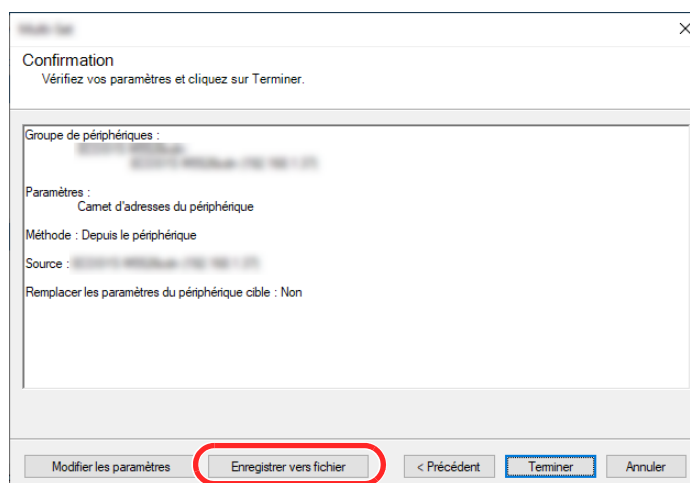 Confirmation
Vérifiez vos paramètres et cliquez sur Terminer.
Groupe de périphériques :
Paramètres :
Carnet d'adresses du périphérique
Méthode : Depuis le périphérique
Source :
Remplacer les paramètres du périphérique cible : Non
Modifier les paramètres
Enregistrer vers fichier
< Précédent
Terminer
Annuler